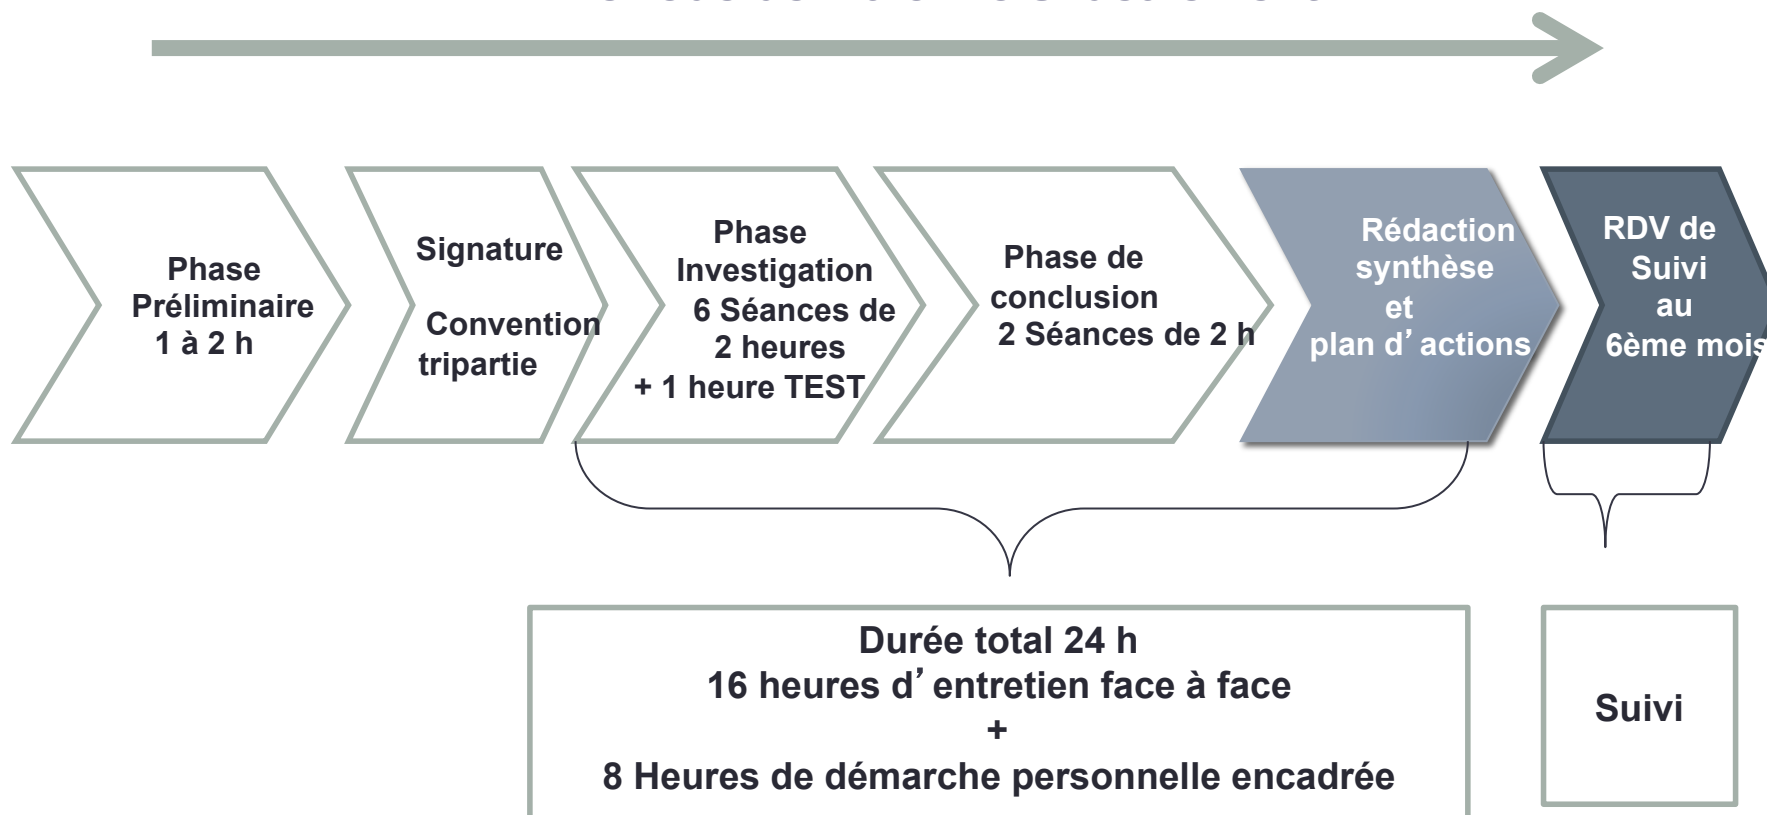 Phase
Préliminaire
1 à 2 h
Signature
Convention
tripartie
Phase
Investigation
6 Séances de
2 heures
+ 1 heure TEST
Phase de
conclusion
2 Séances de 2 h
Rédaction
synthèse
et
plan d’actions
RDV de
Suivi
au
6ème mois
Durée total 24 h
16 heures d’entretien face à face
+
8 Heures de démarche personnelle encadrée
Suivi